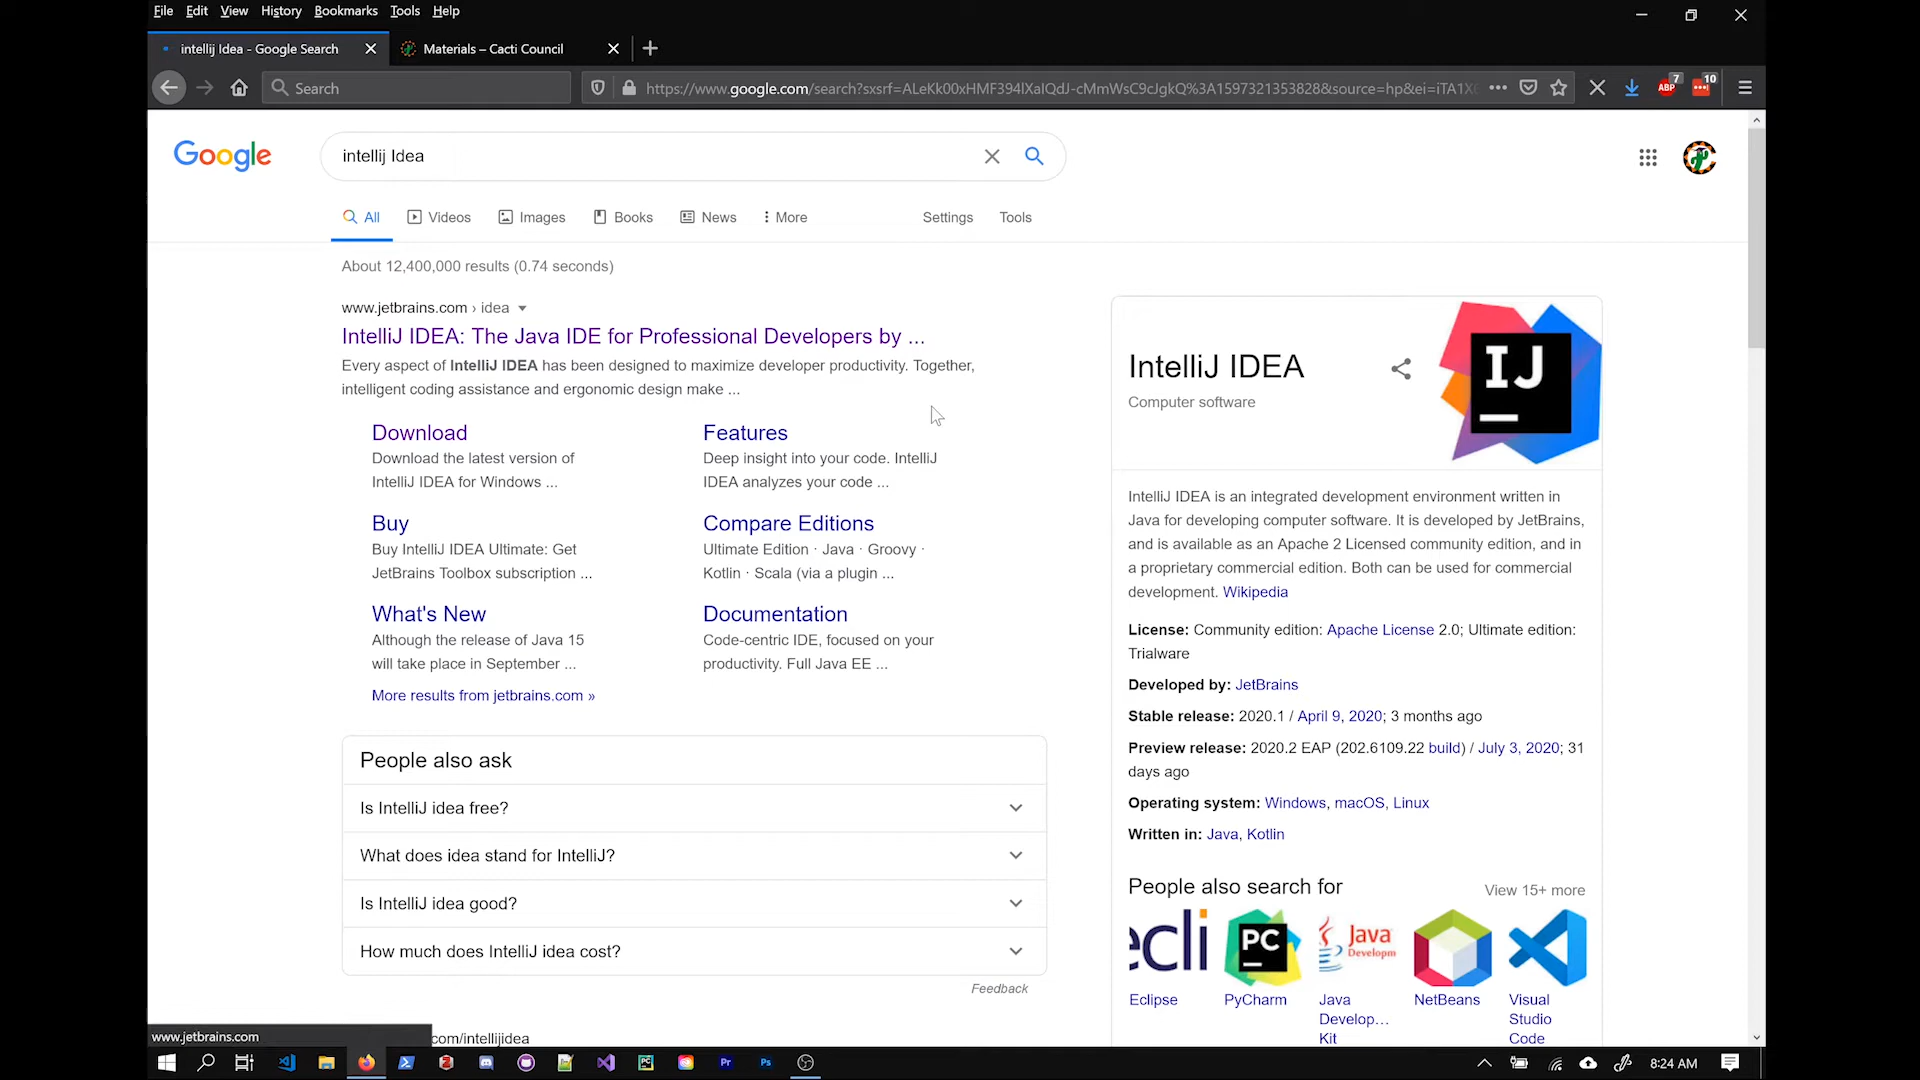 File Edit View History Bookmarks Tools Help
intellij Idea - Google Search
Materials – Cacti Council
Search
https://www.google.com/search?sxsrf=ALeKk00xHMF394lXalQdJ-cMmWsC9cJgkQ%3A1597321353828&source=hp&ei=iTA1X
ABP 7 10
Google
intellij Idea
All Videos Images Books News More Settings Tools
About 12,400,000 results (0.74 seconds)
www.jetbrains.com › idea
IntelliJ IDEA: The Java IDE for Professional Developers by ...
Every aspect of IntelliJ IDEA has been designed to maximize developer productivity. Together,
intelligent coding assistance and ergonomic design make ...
Download
Download the latest version of
IntelliJ IDEA for Windows ...
Features
Deep insight into your code. IntelliJ
IDEA analyzes your code ...
Buy
Buy IntelliJ IDEA Ultimate: Get
JetBrains Toolbox subscription ...
Compare Editions
Ultimate Edition · Java · Groovy ·
Kotlin · Scala (via a plugin ...
What's New
Although the release of Java 15
will take place in September ...
Documentation
Code-centric IDE, focused on your
productivity. Full Java EE ...
More results from jetbrains.com »
People also ask
Is IntelliJ idea free?
What does idea stand for IntelliJ?
Is IntelliJ idea good?
How much does IntelliJ idea cost?
Feedback
www.jetbrains.com
com/intellijidea
IntelliJ IDEA
Computer software
IJ
IntelliJ IDEA is an integrated development environment written in
Java for developing computer software. It is developed by JetBrains,
and is available as an Apache 2 Licensed community edition, and in
a proprietary commercial edition. Both can be used for commercial
development. Wikipedia
License: Community edition: Apache License 2.0; Ultimate edition:
Trialware
Developed by: JetBrains
Stable release: 2020.1 / April 9, 2020; 3 months ago
Preview release: 2020.2 EAP (202.6109.22 build) / July 3, 2020; 31
days ago
Operating system: Windows, macOS, Linux
Written in: Java, Kotlin
People also search for
View 15+ more
ecli
PC
Java
Developm
Eclipse
PyCharm
Java
Develop...
Kit
NetBeans
Visual
Studio
Code
PC
Pr
Ps
8:24 AM